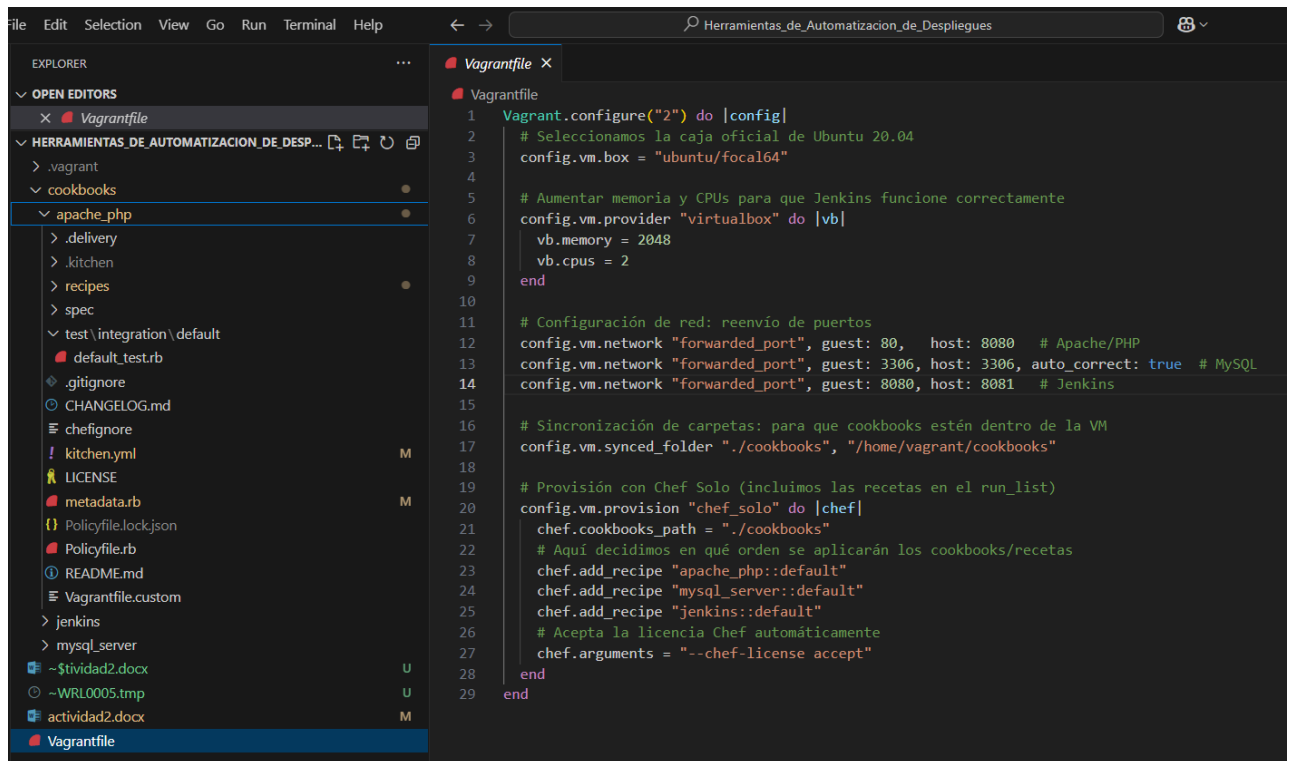 File Edit Selection View Go Run Terminal Help
Herramientas_de_Automatizacion_de_Despliegues
EXPLORER
OPEN EDITORS
Vagrantfile
HERRAMIENTAS_DE_AUTOMATIZACION_DE_DESP...
.vagrant
cookbooks
apache_php
.delivery
.kitchen
recipes
spec
test\integration\default
default_test.rb
.gitignore
CHANGELOG.md
chefignore
kitchen.yml M
LICENSE
metadata.rb M
Policyfile.lock.json
Policyfile.rb
README.md
Vagrantfile.custom
jenkins
mysql_server
~$tividad2.docx U
~WRL0005.tmp U
actividad2.docx M
Vagrantfile
Vagrantfile
Vagrantfile
1 Vagrant.configure("2") do |config|
2 # Seleccionamos la caja oficial de Ubuntu 20.04
3 config.vm.box = "ubuntu/focal64"
4
5 # Aumentar memoria y CPUs para que Jenkins funcione correctamente
6 config.vm.provider "virtualbox" do |vb|
7 vb.memory = 2048
8 vb.cpus = 2
9 end
10
11 # Configuración de red: reenvío de puertos
12 config.vm.network "forwarded_port", guest: 80, host: 8080 # Apache/PHP
13 config.vm.network "forwarded_port", guest: 3306, host: 3306, auto_correct: true # MySQL
14 config.vm.network "forwarded_port", guest: 8080, host: 8081 # Jenkins
15
16 # Sincronización de carpetas: para que cookbooks estén dentro de la VM
17 config.vm.synced_folder "./cookbooks", "/home/vagrant/cookbooks"
18
19 # Provisión con Chef Solo (incluimos las recetas en el run_list)
20 config.vm.provision "chef_solo" do |chef|
21 chef.cookbooks_path = "./cookbooks"
22 # Aquí decidimos en qué orden se aplicarán los cookbooks/recetas
23 chef.add_recipe "apache_php::default"
24 chef.add_recipe "mysql_server::default"
25 chef.add_recipe "jenkins::default"
26 # Acepta la licencia Chef automáticamente
27 chef.arguments = "--chef-license accept"
28 end
29 end